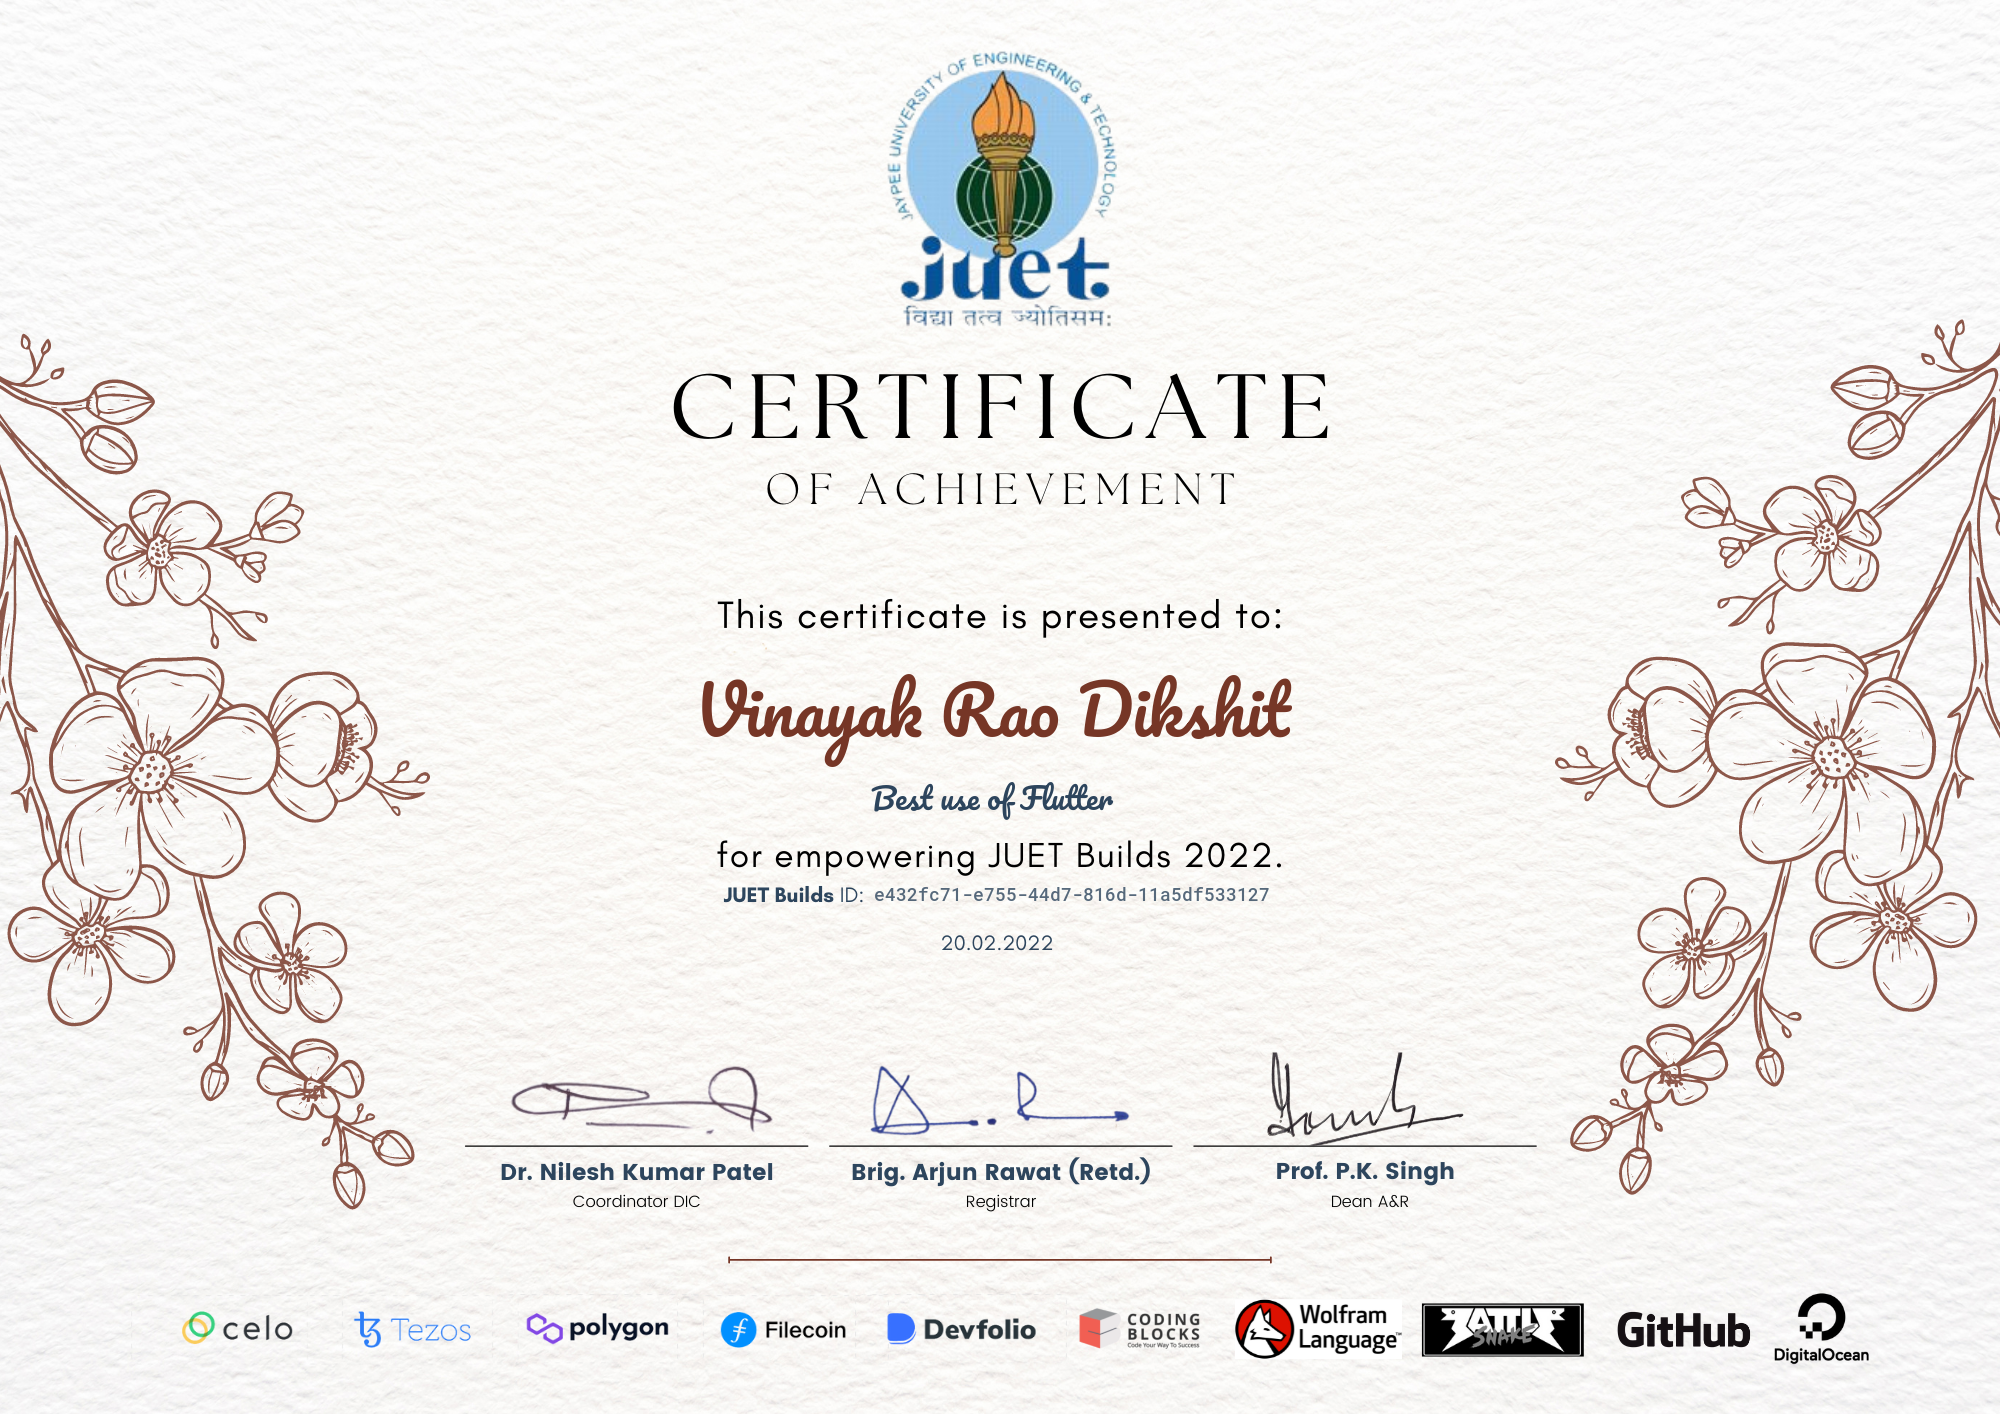 JAYPEE UNIVERSITY OF ENGINEERING & TECHNOLOGY
juet
विद्या तत्व ज्योतिसमः
CERTIFICATE
OF ACHIEVEMENT
This certificate is presented to:
Vinayak Rao Dikshit
Best use of Flutter
for empowering JUET Builds 2022.
JUET Builds ID: e432fc71-e755-44d7-816d-11a5df533127
20.02.2022
Dr. Nilesh Kumar Patel
Coordinator DIC
Brig. Arjun Rawat (Retd.)
Registrar
Prof. P.K. Singh
Dean A&R
celo
Tezos
polygon
Filecoin
Devfolio
CODING
BLOCKS
Code Your Way To Success
Wolfram
Language™
BATTLE
SNAKE
GitHub
DigitalOcean